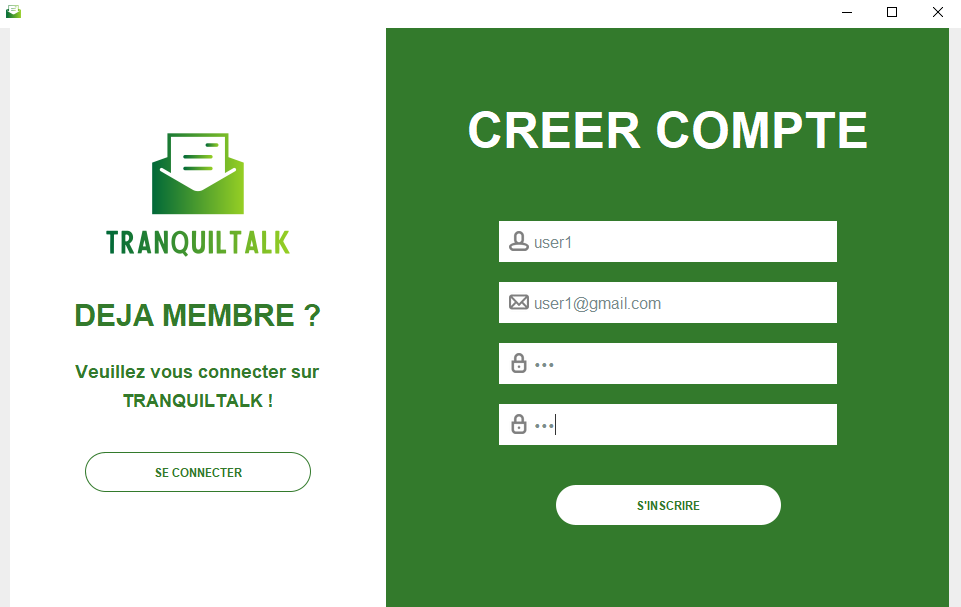 TRANQUILTALK
DEJA MEMBRE ?
Veuillez vous connecter sur
TRANQUILTALK !
SE CONNECTER
CREER COMPTE
user1
user1@gmail.com
•••
•••
S'INSCRIRE